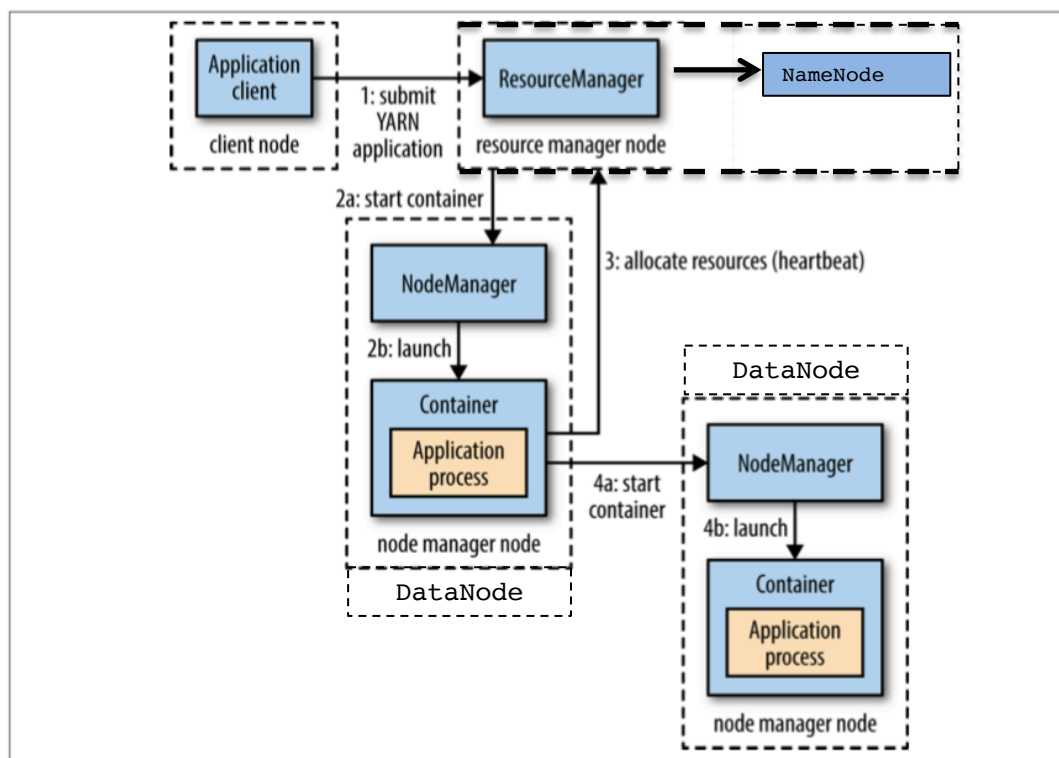 Application
client
client node
1: submit
YARN
application
ResourceManager
resource manager node
NameNode
2a: start container
NodeManager
2b: launch
Container
Application
process
node manager node
DataNode
3: allocate resources (heartbeat)
4a: start
container
DataNode
NodeManager
4b: launch
Container
Application
process
node manager node